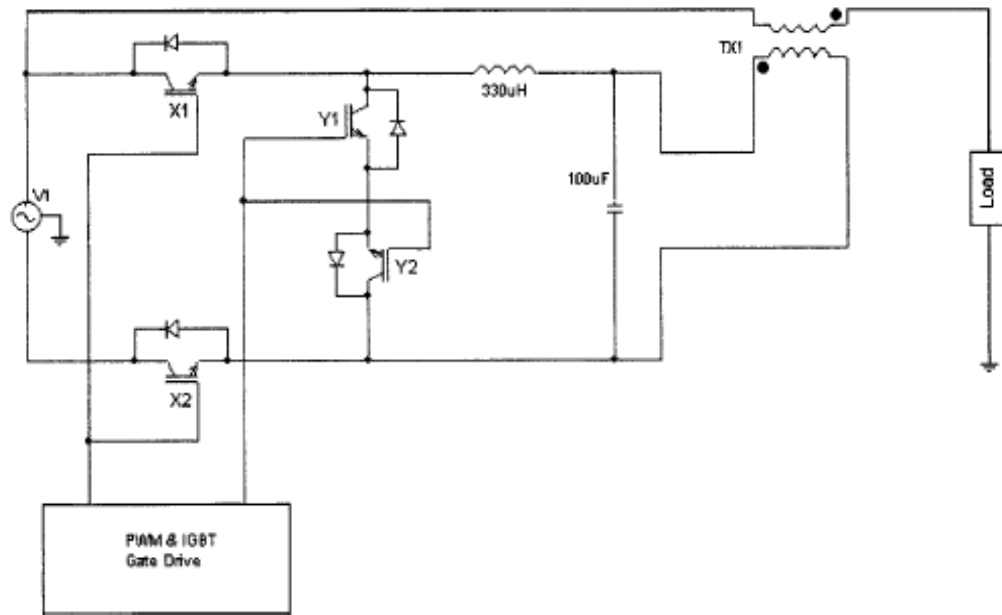 TX1
X1
330uH
Y1
V1
100uF
Load
Y2
X2
PWM & IGBT
Gate Drive